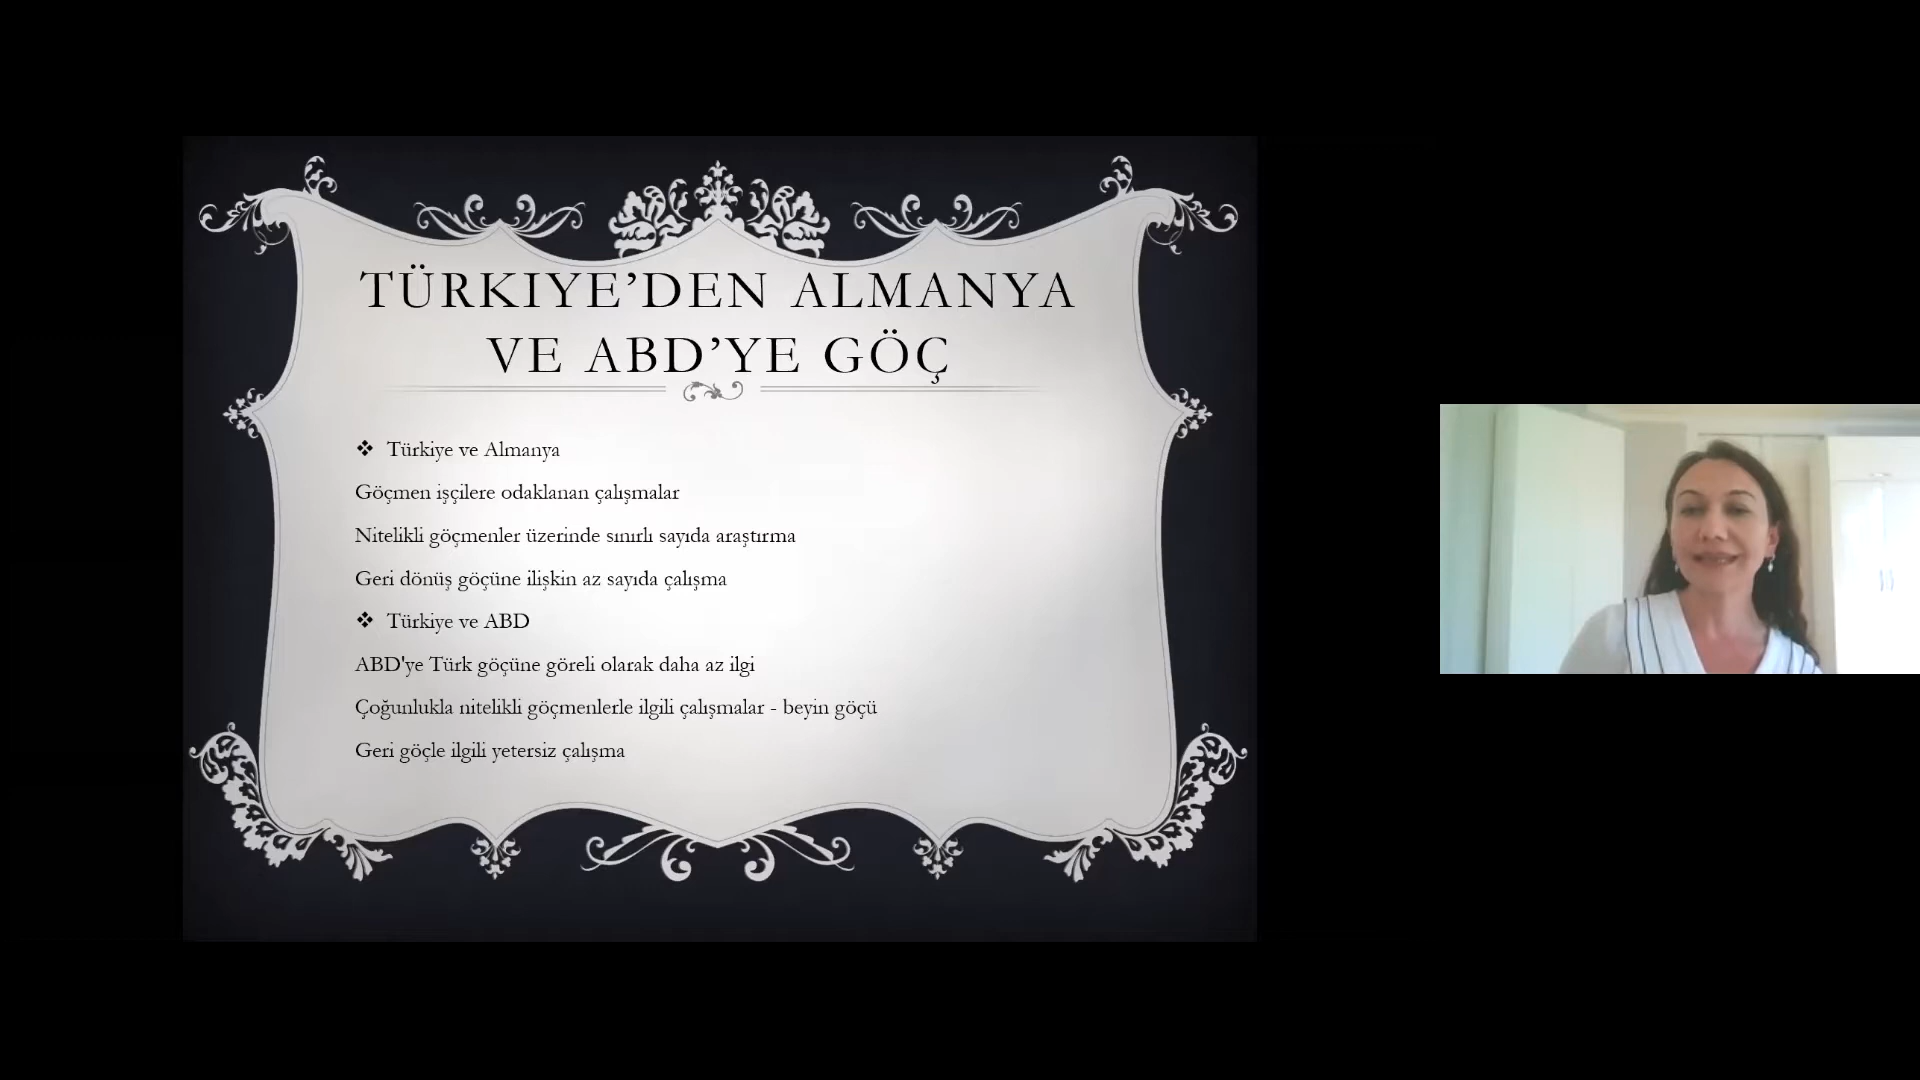 TÜRKIYE’DEN ALMANYA
VE ABD’YE GÖÇ
❖ Türkiye ve Almanya
Göçmen işçilere odaklanan çalışmalar
Nitelikli göçmenler üzerinde sınırlı sayıda araştırma
Geri dönüş göçüne ilişkin az sayıda çalışma
❖ Türkiye ve ABD
ABD'ye Türk göçüne göreli olarak daha az ilgi
Çoğunlukla nitelikli göçmenlerle ilgili çalışmalar - beyin göçü
Geri göçle ilgili yetersiz çalışma